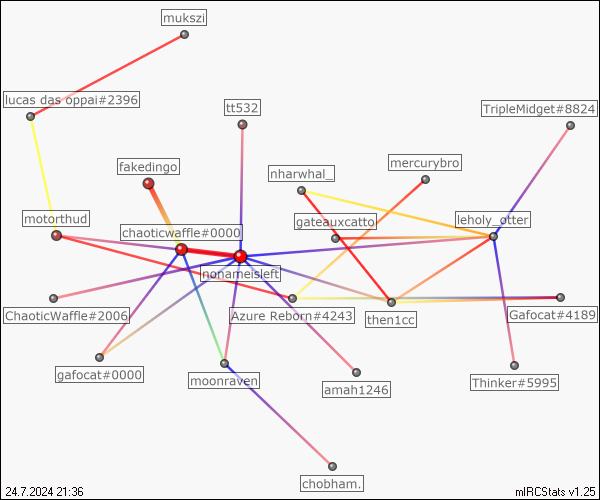 mukszi
lucas das oppai#2396
tt532
TripleMidget#8824
fakedingo
mercurybro
nharwhal_
motorthud
chaoticwaffle#0000
gateauxcattor
leholy_otter
nonameisleft
ChaoticWaffle#2006
Azure Reborn#4243
then1cc
Gafocat#4189
gafocat#0000
moonraven
amah1246
Thinker#5995
chobham.
24.7.2024 21:36
mIRCStats v1.25